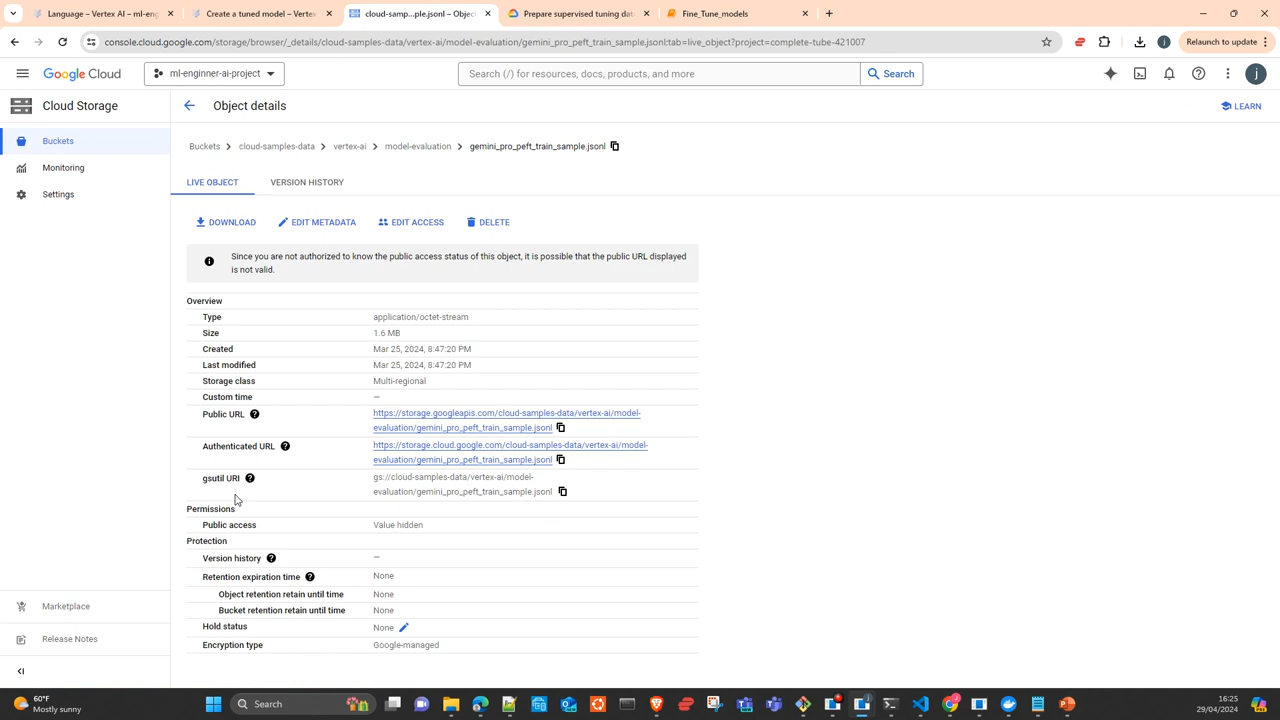 Language – Vertex AI – ml-engi
Create a tuned model – Vertex
cloud-samp...ple.jsonl – Objec
Prepare supervised tuning dat
Fine_Tune_models
console.cloud.google.com/storage/browser/_details/cloud-samples-data/vertex-ai/model-evaluation/gemini_pro_peft_train_sample.jsonl;tab=live_object?project=complete-tube-421007
Relaunch to update
Google Cloud
ml-enginner-ai-project
Search (/) for resources, docs, products, and more
Search
j
Cloud Storage
Object details
LEARN
Buckets
Monitoring
Settings
Buckets > cloud-samples-data > vertex-ai > model-evaluation > gemini_pro_peft_train_sample.jsonl
LIVE OBJECT
VERSION HISTORY
DOWNLOAD
EDIT METADATA
EDIT ACCESS
DELETE
Since you are not authorized to know the public access status of this object, it is possible that the public URL displayed
is not valid.
Overview
Type application/octet-stream
Size 1.6 MB
Created Mar 25, 2024, 8:47:20 PM
Last modified Mar 25, 2024, 8:47:20 PM
Storage class Multi-regional
Custom time —
Public URL https://storage.googleapis.com/cloud-samples-data/vertex-ai/model-
evaluation/gemini_pro_peft_train_sample.jsonl
Authenticated URL https://storage.cloud.google.com/cloud-samples-data/vertex-ai/model-
evaluation/gemini_pro_peft_train_sample.jsonl
gsutil URI gs://cloud-samples-data/vertex-ai/model-
evaluation/gemini_pro_peft_train_sample.jsonl
Permissions
Public access Value hidden
Protection
Version history —
Retention expiration time None
Object retention retain until time None
Bucket retention retain until time None
Hold status None
Encryption type Google-managed
Marketplace
Release Notes
60°F
Mostly sunny
Search
16:25
29/04/2024